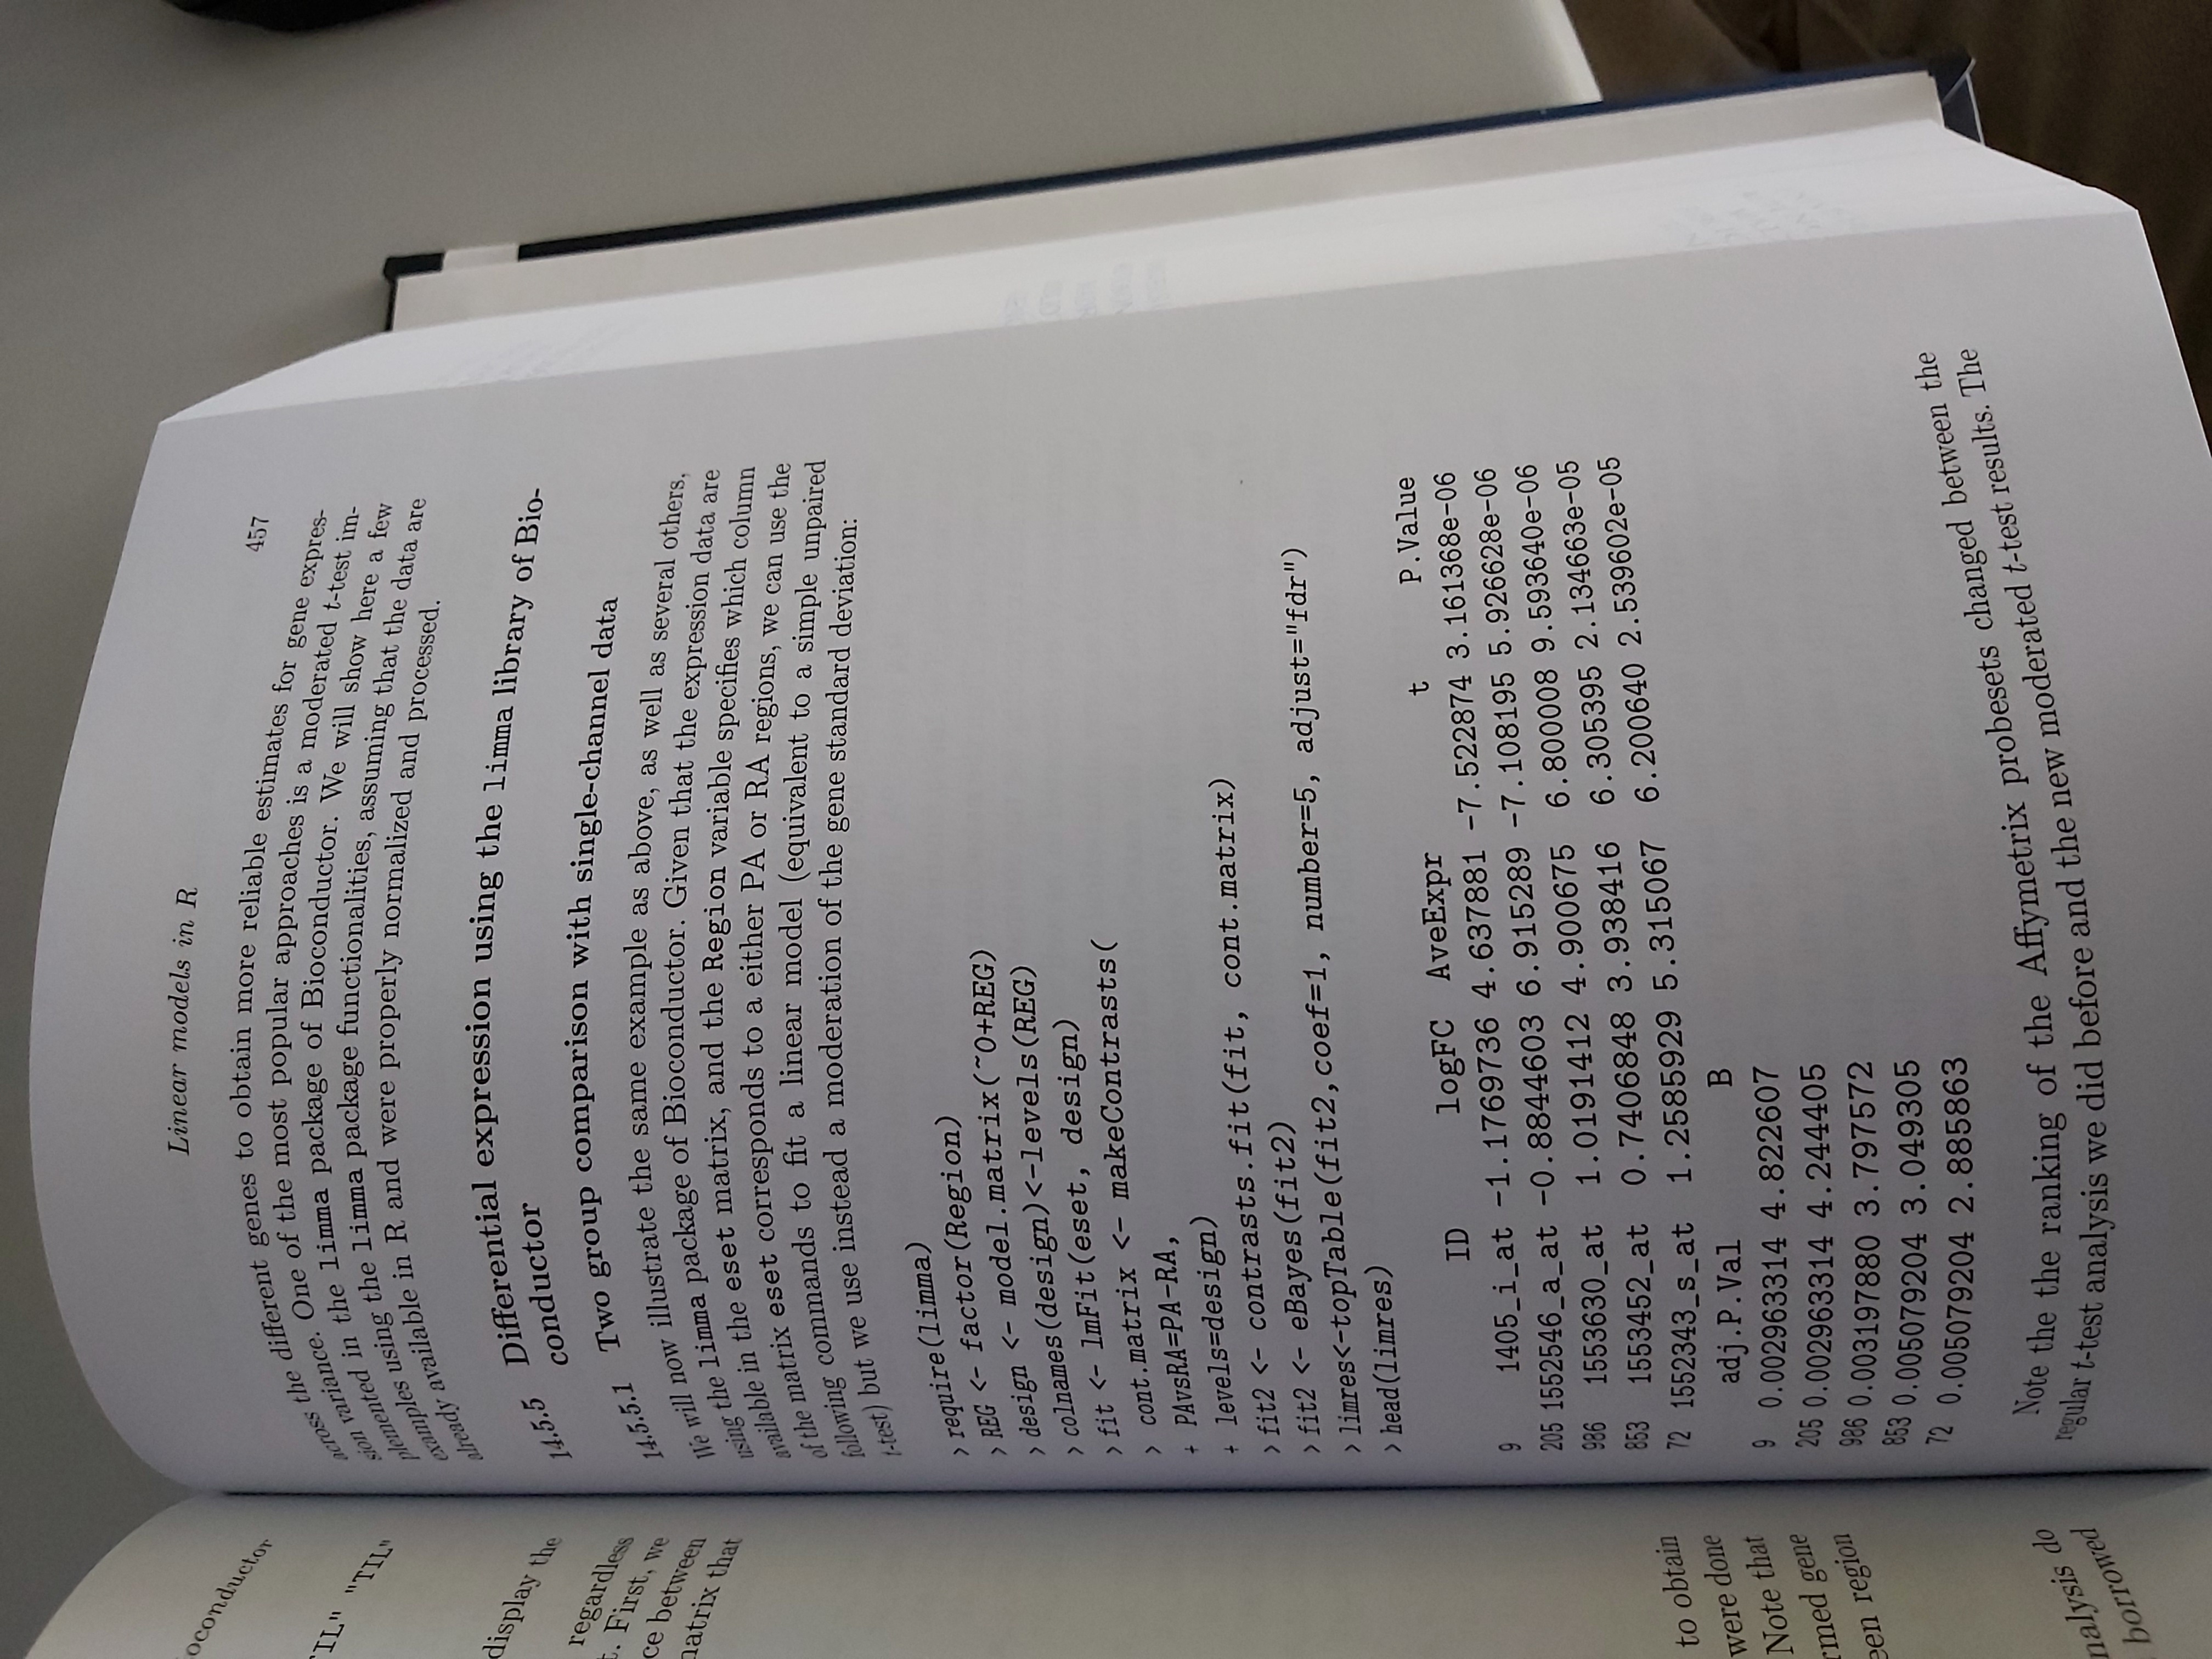 oconductor
TIL" "TIL"
display the
regardless
t. First, we
ce between
matrix that
to obtain
were done
Note that
rmed gene
een region
nalysis do
borrowed
Linear models in R
457
across the different genes to obtain more reliable estimates for gene expres-
sion variance. One of the most popular approaches is a moderated t-test im-
plemented in the limma package of Bioconductor. We will show here a few
examples using the limma package functionalities, assuming that the data are
already available in R and were properly normalized and processed.
14.5.5 Differential expression using the limma library of Bio-
conductor
14.5.5.1 Two group comparison with single-channel data
We will now illustrate the same example as above, as well as several others,
using the limma package of Bioconductor. Given that the expression data are
available in the eset matrix, and the Region variable specifies which column
of the matrix eset corresponds to a either PA or RA regions, we can use the
following commands to fit a linear model (equivalent to a simple unpaired
t-test) but we use instead a moderation of the gene standard deviation:
> require(limma)
> REG <- factor(Region)
> design <- model.matrix(~0+REG)
> colnames(design)<-levels(REG)
> fit <- lmFit(eset, design)
> cont.matrix <- makeContrasts(
+ PAvsRA=PA-RA,
+ levels=design)
> fit2 <- contrasts.fit(fit, cont.matrix)
> fit2 <- eBayes(fit2)
> limres<-topTable(fit2,coef=1, number=5, adjust="fdr")
> head(limres)
ID logFC AveExpr t P.Value
9 1405_i_at -1.1769736 4.637881 -7.522874 3.161368e-06
205 1552546_a_at -0.8844603 6.915289 -7.108195 5.926628e-06
986 1553630_at 1.0191412 4.900675 6.800008 9.593640e-06
853 1553452_at 0.7406848 3.938416 6.305395 2.134663e-05
72 1552343_s_at 1.2585929 5.315067 6.200640 2.539602e-05
adj.P.Val B
9 0.002963314 4.822607
205 0.002963314 4.244405
986 0.003197880 3.797572
853 0.005079204 3.049305
72 0.005079204 2.885863
Note the the ranking of the Affymetrix probesets changed between the
regular t-test analysis we did before and the new moderated t-test results. The